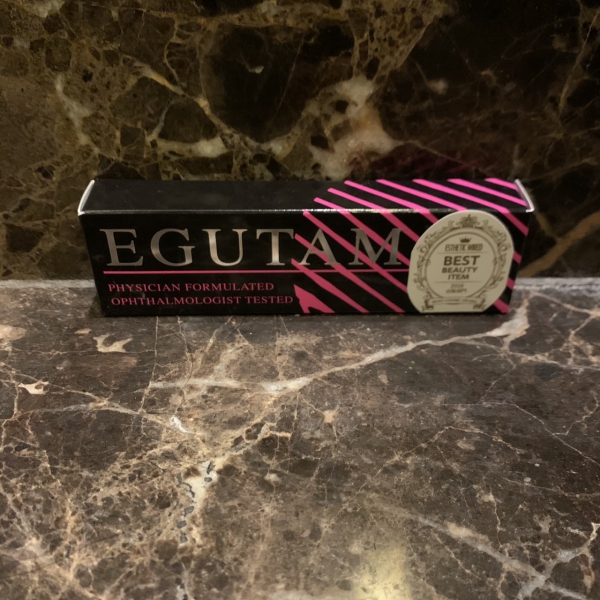 EGUTAM
PHYSICIAN FORMULATED
OPHTHALMOLOGIST TESTED
BEST
BEAUTY
ITEM